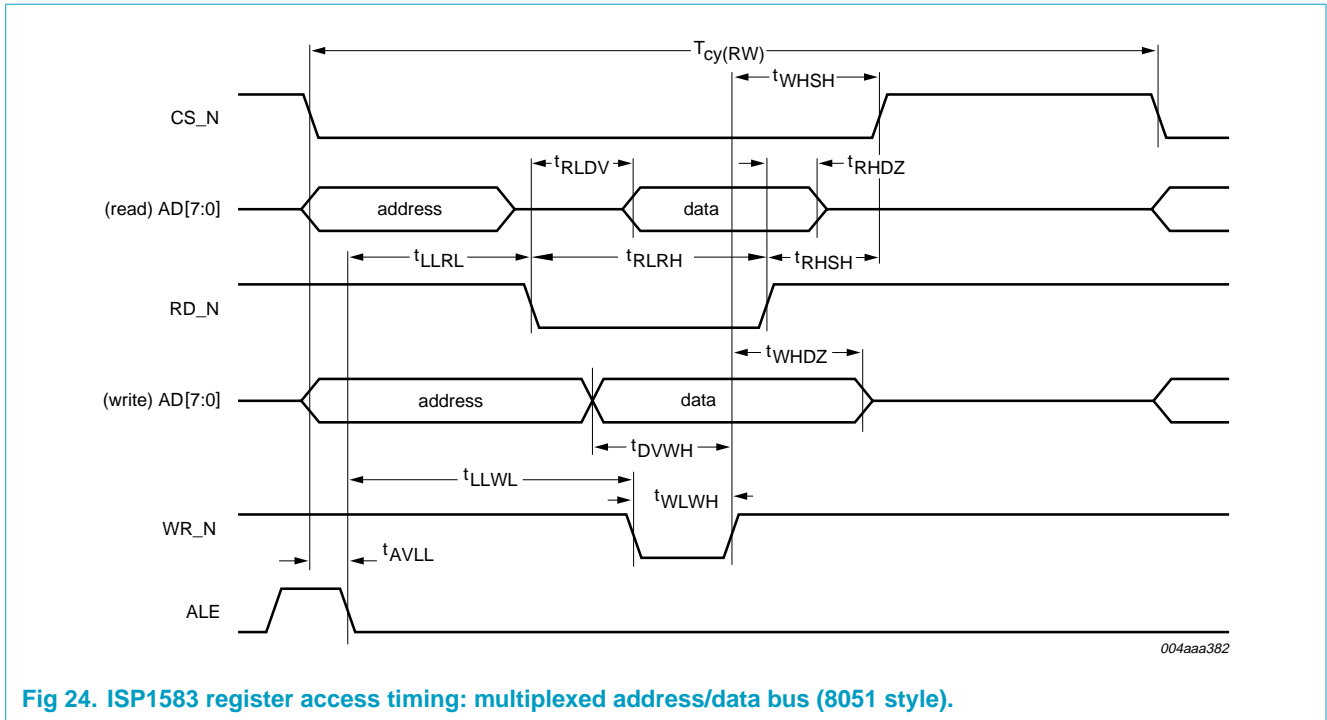 Tcy(RW)
tWHSH
CS_N
tRLDV
tRHDZ
(read) AD[7:0]
address
data
tLLRL
tRLRH
tRHSH
RD_N
tWHDZ
(write) AD[7:0]
address
data
tDVWH
tLLWL
tWLWH
WR_N
tAVLL
ALE
004aaa382
Fig 24. ISP1583 register access timing: multiplexed address/data bus (8051 style).